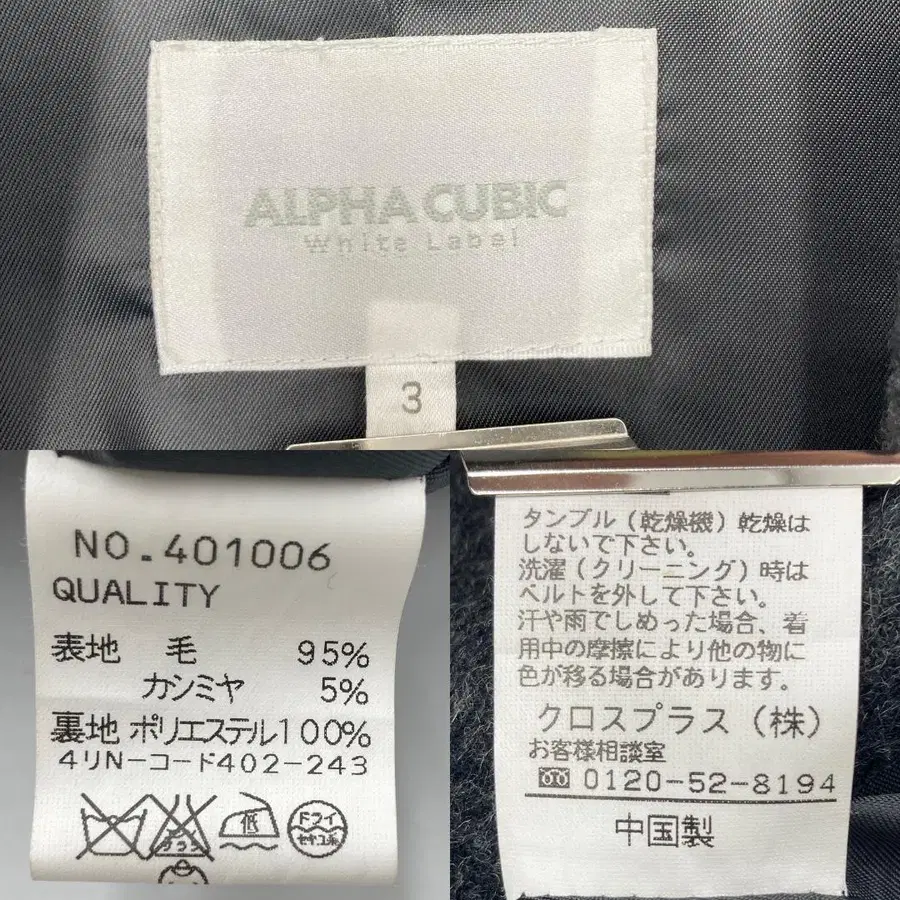 ALPHA CUBIC
White Label
3
NO.401006
QUALITY
表地 毛 95%
カシミヤ 5%
裏地 ポリエステル100%
4リN-コード402-243
低
ドライ
セキユ系
タンブル(乾燥機)乾燥は
しないで下さい。
洗濯(クリーニング)時は
ベルトを外して下さい。
汗や雨でしめった場合、着
用中の摩擦により他の物に
色が移る場合があります。
クロスプラス(株)
お客様相談室
0120-52-8194
中国製